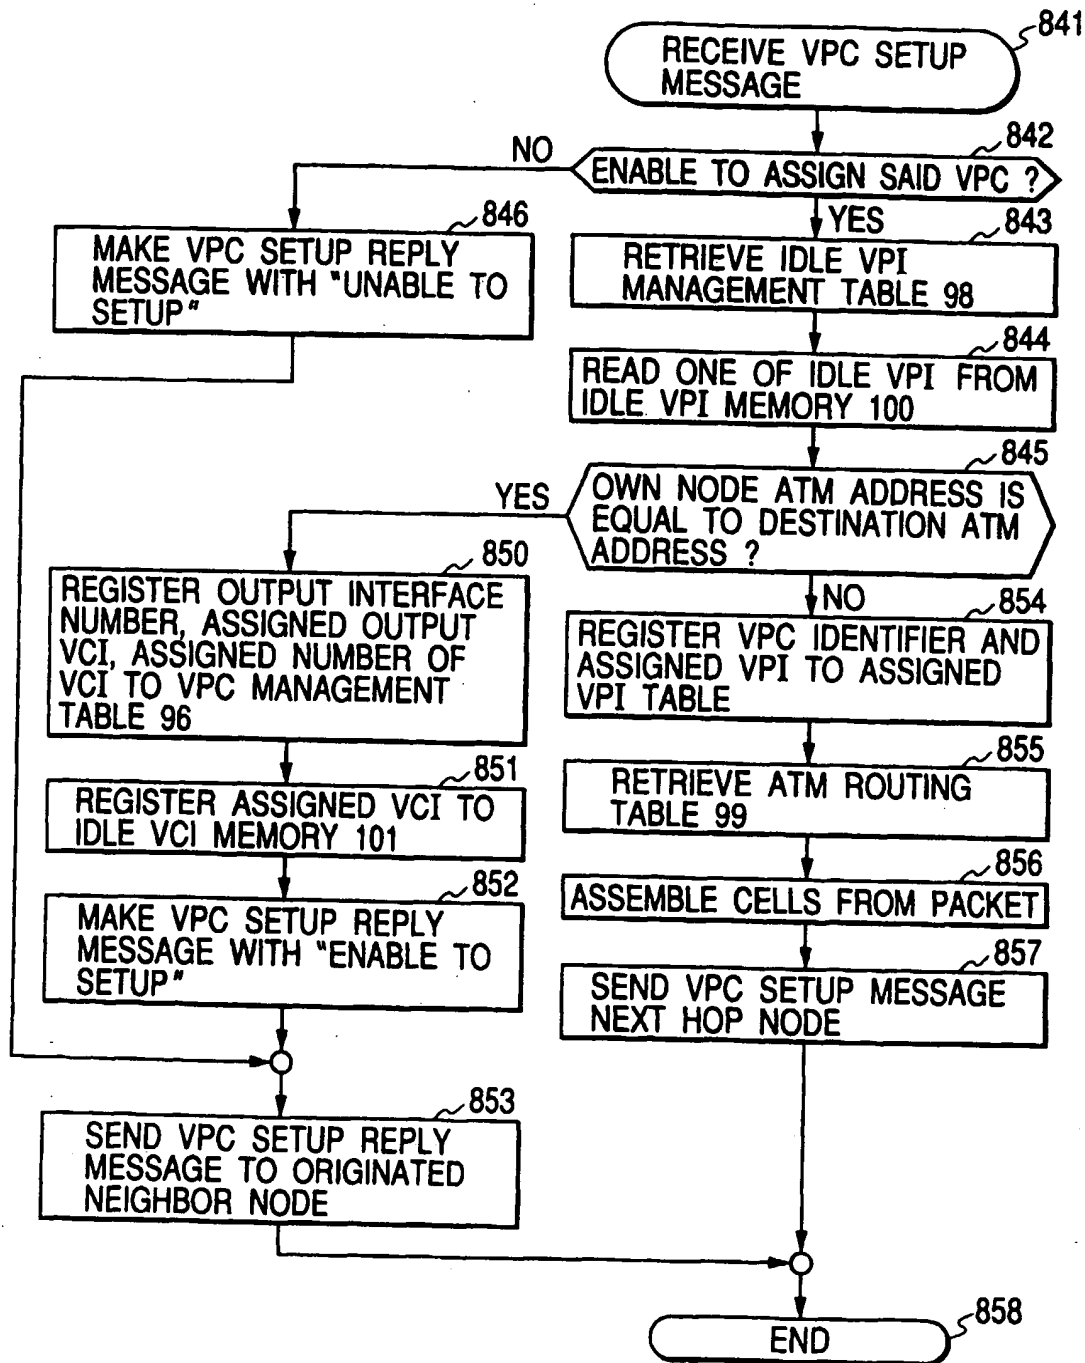 841
RECEIVE VPC SETUP
MESSAGE
842
NO
ENABLE TO ASSIGN SAID VPC ?
YES
846
MAKE VPC SETUP REPLY
MESSAGE WITH "UNABLE TO
SETUP"
843
RETRIEVE IDLE VPI
MANAGEMENT TABLE 98
844
READ ONE OF IDLE VPI FROM
IDLE VPI MEMORY 100
845
YES
OWN NODE ATM ADDRESS IS
EQUAL TO DESTINATION ATM
ADDRESS ?
NO
850
REGISTER OUTPUT INTERFACE
NUMBER, ASSIGNED OUTPUT
VCI, ASSIGNED NUMBER OF
VCI TO VPC MANAGEMENT
TABLE 96
851
REGISTER ASSIGNED VCI TO
IDLE VCI MEMORY 101
852
MAKE VPC SETUP REPLY
MESSAGE WITH "ENABLE TO
SETUP"
853
SEND VPC SETUP REPLY
MESSAGE TO ORIGINATED
NEIGHBOR NODE
854
REGISTER VPC IDENTIFIER AND
ASSIGNED VPI TO ASSIGNED
VPI TABLE
855
RETRIEVE ATM ROUTING
TABLE 99
856
ASSEMBLE CELLS FROM PACKET
857
SEND VPC SETUP MESSAGE
NEXT HOP NODE
858
END